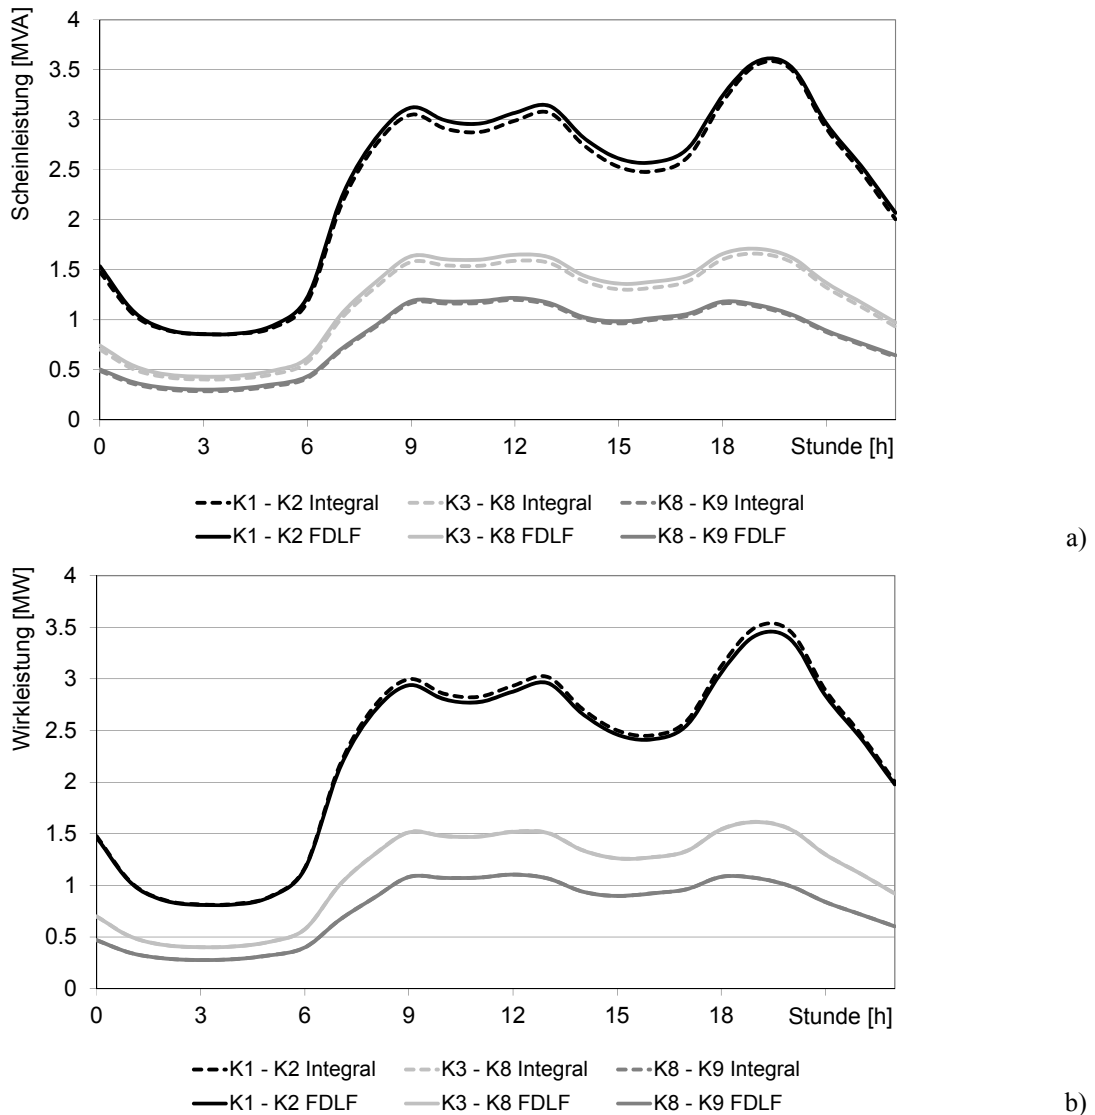 Scheinleistung [MVA]
4
3.5
3
2.5
2
1.5
1
0.5
0
0 3 6 9 12 15 18 Stunde [h]
K1 - K2 Integral K3 - K8 Integral K8 - K9 Integral
K1 - K2 FDLF K3 - K8 FDLF K8 - K9 FDLF
a)
Wirkleistung [MW]
4
3.5
3
2.5
2
1.5
1
0.5
0
0 3 6 9 12 15 18 Stunde [h]
K1 - K2 Integral K3 - K8 Integral K8 - K9 Integral
K1 - K2 FDLF K3 - K8 FDLF K8 - K9 FDLF
b)